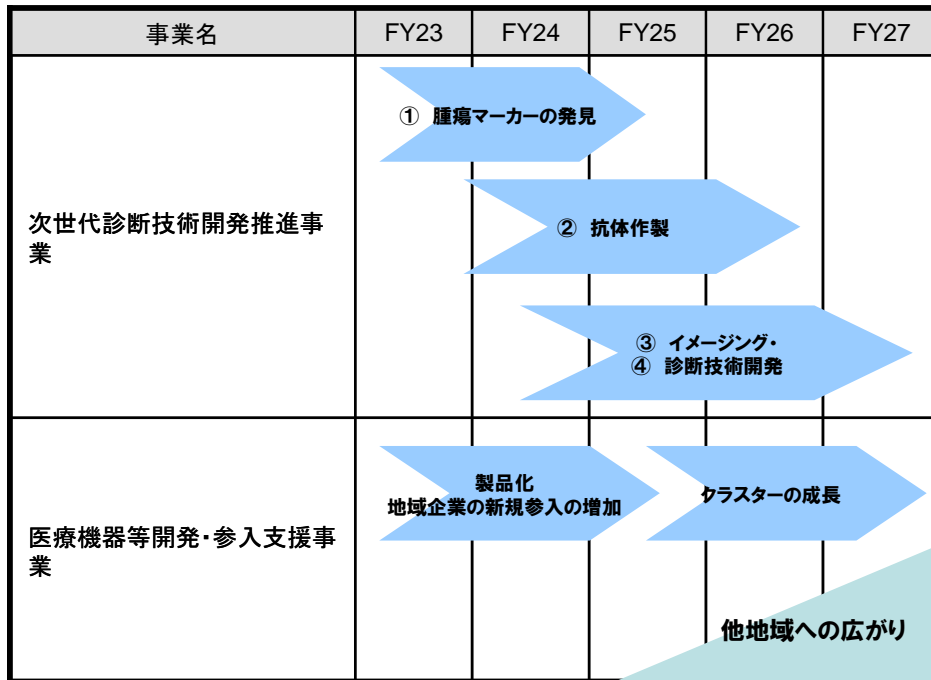 事業名 FY23 FY24 FY25 FY26 FY27
次世代診断技術開発推進事
業
① 腫瘍マーカーの発見
② 抗体作製
③ イメージング・
④ 診断技術開発
医療機器等開発・参入支援事
業
製品化
地域企業の新規参入の増加
クラスターの成長
他地域への広がり